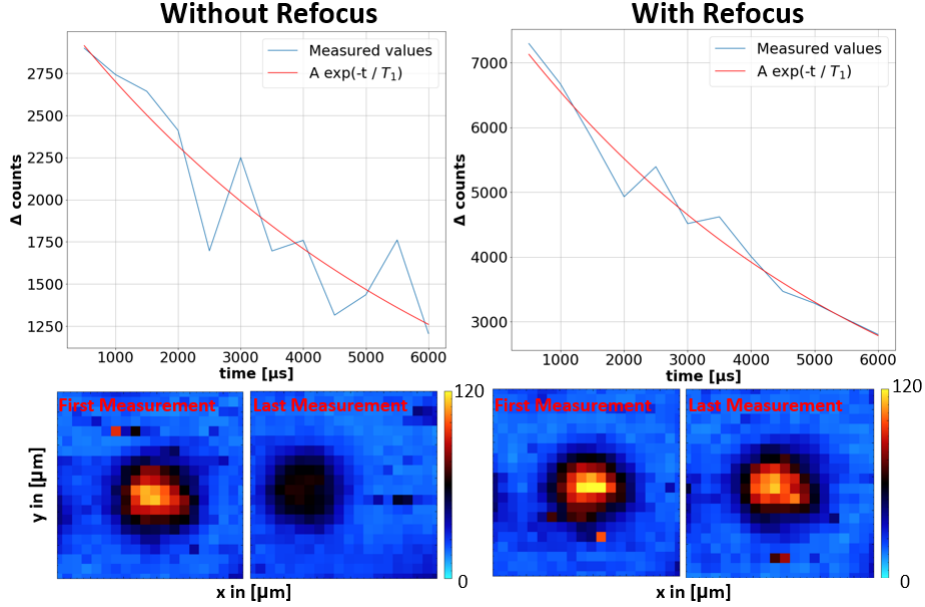 Without Refocus
With Refocus
Measured values
A exp(-t / T₁)
Δ counts
2750
2500
2250
2000
1750
1500
1250
1000 2000 3000 4000 5000 6000
time [µs]
Measured values
A exp(-t / T₁)
Δ counts
7000
6000
5000
4000
3000
1000 2000 3000 4000 5000 6000
time [µs]
First Measurement
Last Measurement
120
0
y in [µm]
x in [µm]
First Measurement
Last Measurement
120
0
x in [µm]